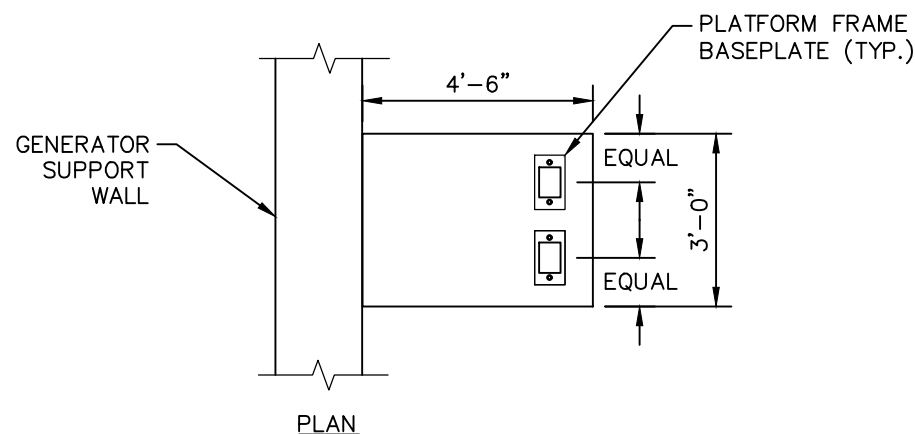 PLATFORM FRAME
BASEPLATE (TYP.)
4'-6"
GENERATOR
SUPPORT
WALL
EQUAL
3'-0"
EQUAL
PLAN